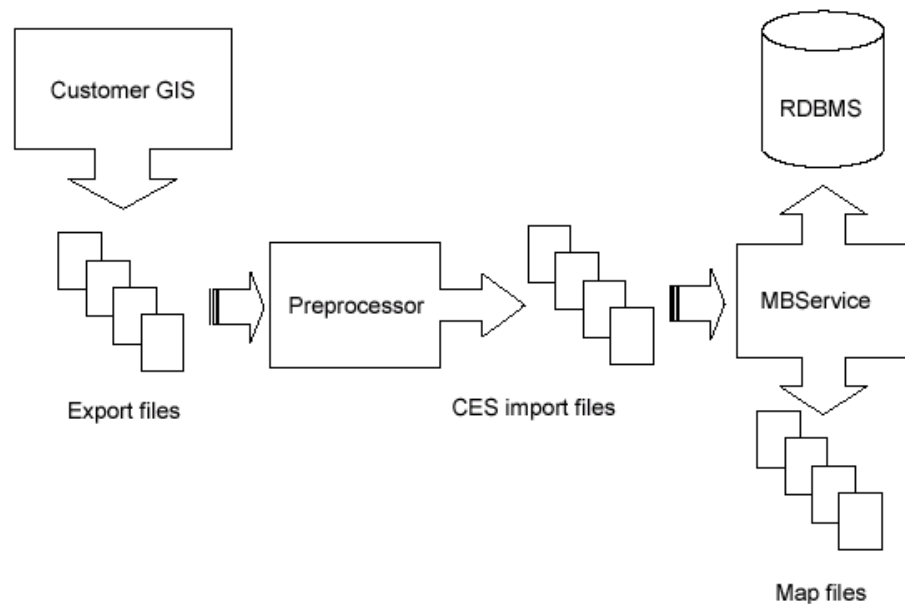 Customer GIS
RDBMS
Preprocessor
MBService
Export files
CES import files
Map files